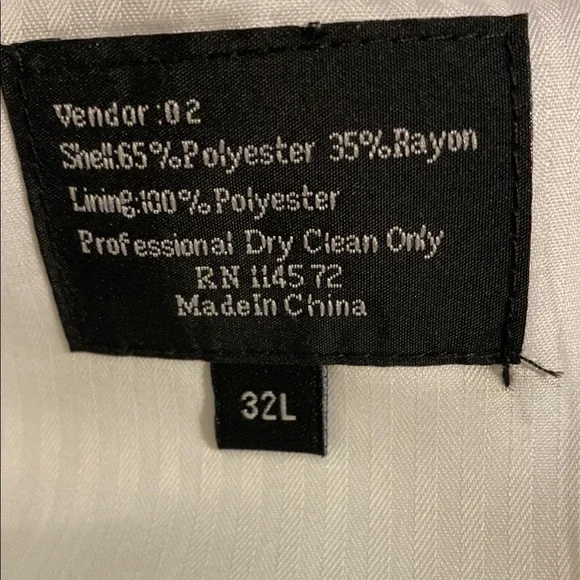 Vendor:02
Shell:65%Polyester 35%Rayon
Lining:100%Polyester
Professional Dry Clean Only
RN 114572
MadeIn China
32L